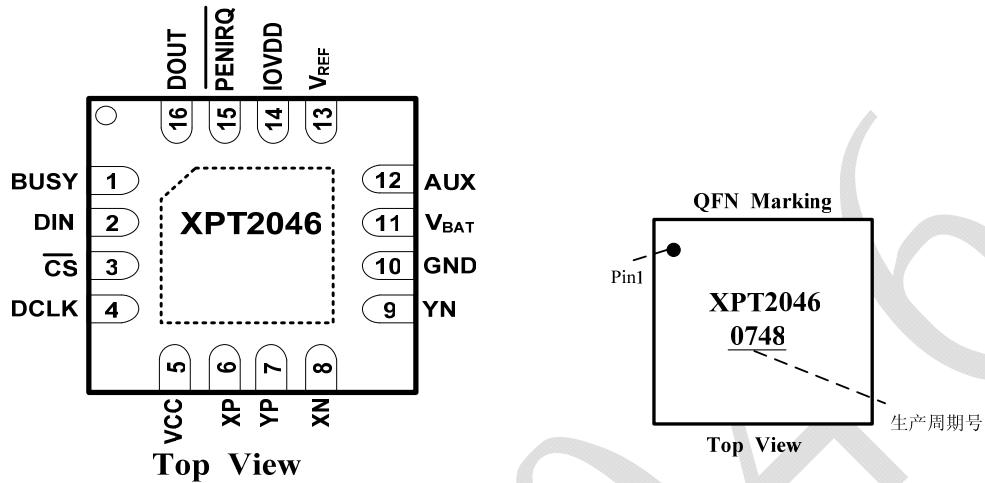 DOUT
PENIRQ
IOVDD
VREF
16
15
14
13
BUSY 1
DIN 2
CS 3
DCLK 4
XPT2046
12 AUX
11 VBAT
10 GND
9 YN
5
6
7
8
VCC
XP
YP
XN
Top View
QFN Marking
Pin1
XPT2046
0748
生产周期号
Top View